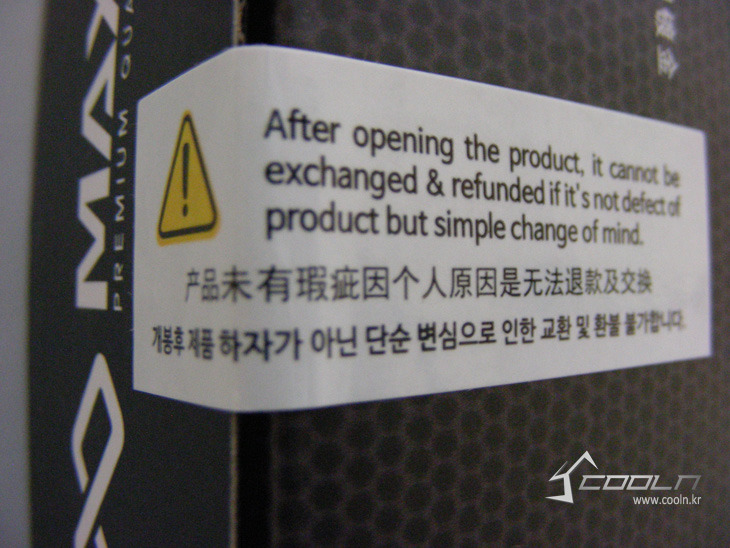 After opening the product, it cannot be
exchanged & refunded if it's not defect of
product but simple change of mind.
产品未有瑕疵因个人原因是无法退款及交换
개봉후 제품 하자가 아닌 단순 변심으로 인한 교환 및 환불 불가합니다.
MAX
PREMIUM QUA
COOLN
www.cooln.kr